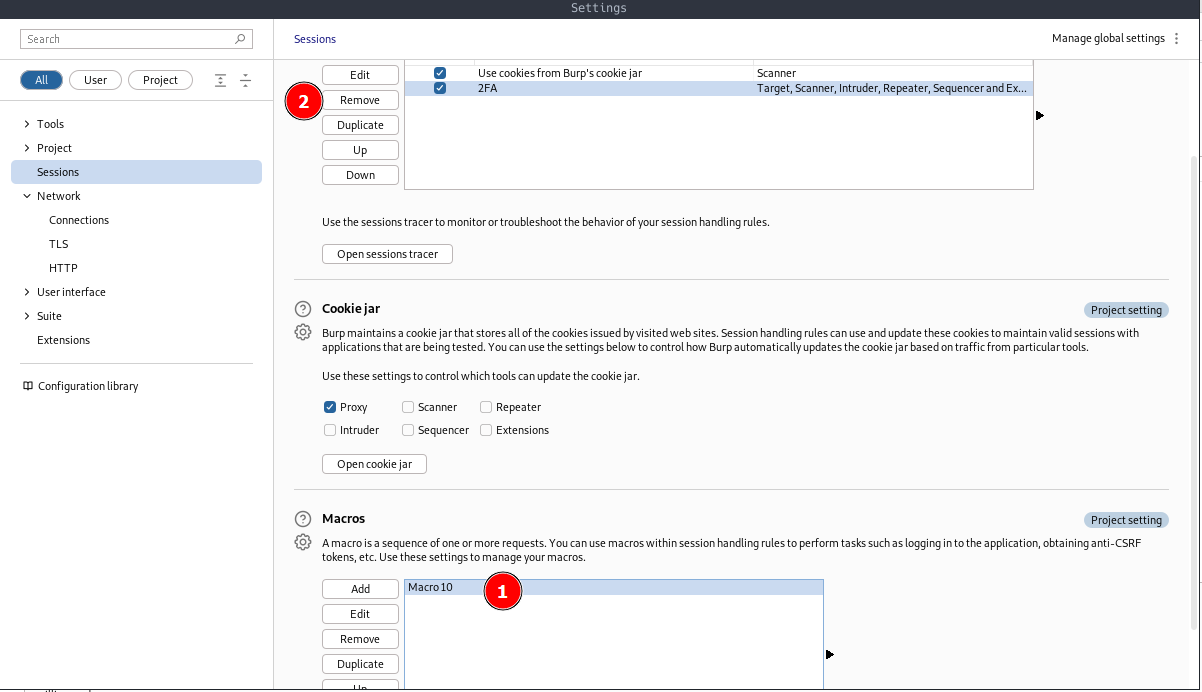 Settings
Search
All User Project
Tools
Project
Sessions
Network
Connections
TLS
HTTP
User interface
Suite
Extensions
Configuration library
Sessions
Manage global settings
Edit
Remove
Duplicate
Up
Down
Use cookies from Burp's cookie jar Scanner
2FA Target, Scanner, Intruder, Repeater, Sequencer and Ex...
2
Use the sessions tracer to monitor or troubleshoot the behavior of your session handling rules.
Open sessions tracer
Cookie jar
Project setting
Burp maintains a cookie jar that stores all of the cookies issued by visited web sites. Session handling rules can use and update these cookies to maintain valid sessions with
applications that are being tested. You can use the settings below to control how Burp automatically updates the cookie jar based on traffic from particular tools.
Use these settings to control which tools can update the cookie jar.
Proxy Scanner Repeater
Intruder Sequencer Extensions
Open cookie jar
Macros
Project setting
A macro is a sequence of one or more requests. You can use macros within session handling rules to perform tasks such as logging in to the application, obtaining anti-CSRF
tokens, etc. Use these settings to manage your macros.
Add
Edit
Remove
Duplicate
Up
Macro 10
1